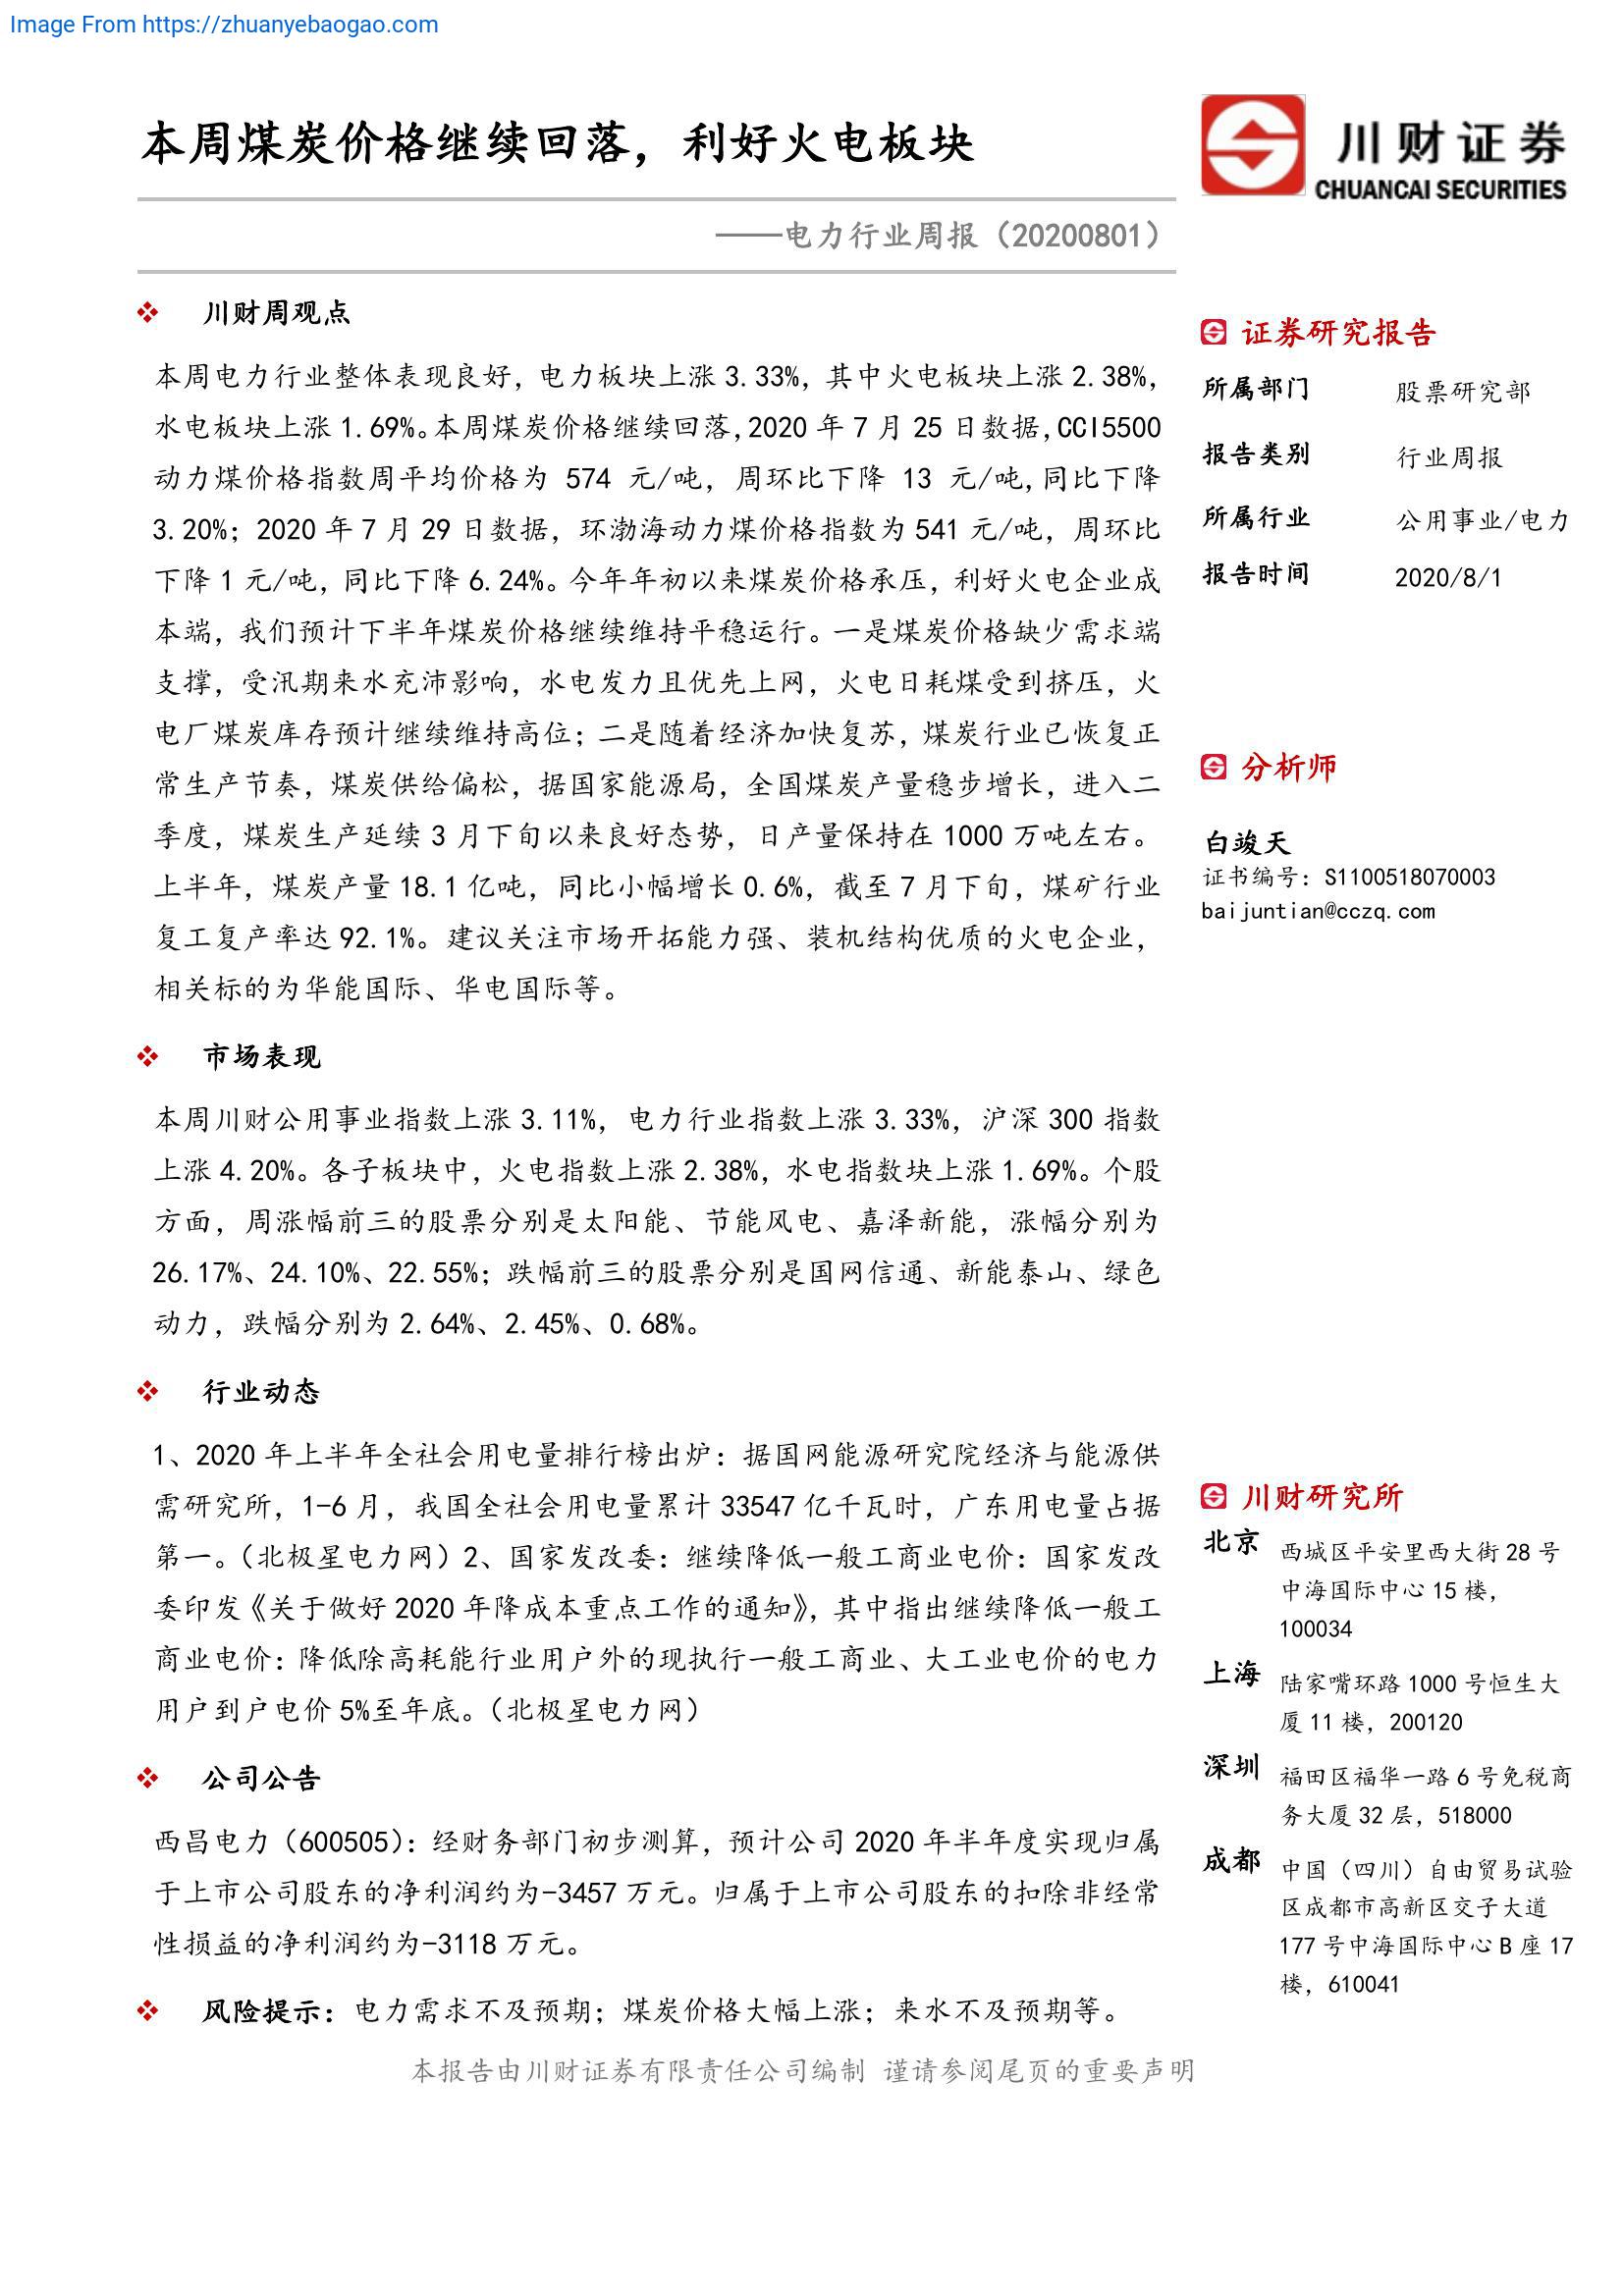 Image From https://zhuanyebaogao.com
本周煤炭价格继续回落，利好火电板块
川财证券
CHUANCAI SECURITIES
——电力行业周报（20200801）
川财周观点
本周电力行业整体表现良好，电力板块上涨 3.33%，其中火电板块上涨 2.38%，
水电板块上涨 1.69%。本周煤炭价格继续回落，2020 年 7 月 25 日数据，CCI5500
动力煤价格指数周平均价格为 574 元/吨，周环比下降 13 元/吨，同比下降
3.20%；2020 年 7 月 29 日数据，环渤海动力煤价格指数为 541 元/吨，周环比
下降 1 元/吨，同比下降 6.24%。今年年初以来煤炭价格承压，利好火电企业成
本端，我们预计下半年煤炭价格继续维持平稳运行。一是煤炭价格缺少需求端
支撑，受汛期来水充沛影响，水电发力且优先上网，火电日耗煤受到挤压，火
电厂煤炭库存预计继续维持高位；二是随着经济加快复苏，煤炭行业已恢复正
常生产节奏，煤炭供给偏松，据国家能源局，全国煤炭产量稳步增长，进入二
季度，煤炭生产延续 3 月下旬以来良好态势，日产量保持在 1000 万吨左右。
上半年，煤炭产量 18.1 亿吨，同比小幅增长 0.6%，截至 7 月下旬，煤矿行业
复工复产率达 92.1%。建议关注市场开拓能力强、装机结构优质的火电企业，
相关标的为华能国际、华电国际等。
市场表现
本周川财公用事业指数上涨 3.11%，电力行业指数上涨 3.33%，沪深 300 指数
上涨 4.20%。各子板块中，火电指数上涨 2.38%，水电指数块上涨 1.69%。个股
方面，周涨幅前三的股票分别是太阳能、节能风电、嘉泽新能，涨幅分别为
26.17%、24.10%、22.55%；跌幅前三的股票分别是国网信通、新能泰山、绿色
动力，跌幅分别为 2.64%、2.45%、0.68%。
行业动态
1、2020 年上半年全社会用电量排行榜出炉：据国网能源研究院经济与能源供
需研究所，1-6 月，我国全社会用电量累计 33547 亿千瓦时，广东用电量占据
第一。（北极星电力网）2、国家发改委：继续降低一般工商业电价：国家发改
委印发《关于做好 2020 年降成本重点工作的通知》，其中指出继续降低一般工
商业电价：降低除高耗能行业用户外的现执行一般工商业、大工业电价的电力
用户到户电价 5%至年底。（北极星电力网）
公司公告
西昌电力（600505）：经财务部门初步测算，预计公司 2020 年半年度实现归属
于上市公司股东的净利润约为-3457 万元。归属于上市公司股东的扣除非经常
性损益的净利润约为-3118 万元。
风险提示：电力需求不及预期；煤炭价格大幅上涨；来水不及预期等。
证券研究报告
所属部门 股票研究部
报告类别 行业周报
所属行业 公用事业/电力
报告时间 2020/8/1
分析师
白竣天
证书编号：S1100518070003
baijuntian@cczq.com
川财研究所
北京 西城区平安里西大街 28 号
中海国际中心 15 楼，
100034
上海 陆家嘴环路 1000 号恒生大
厦 11 楼，200120
深圳 福田区福华一路 6 号免税商
务大厦 32 层，518000
成都 中国（四川）自由贸易试验
区成都市高新区交子大道
177 号中海国际中心 B 座 17
楼，610041
本报告由川财证券有限责任公司编制 谨请参阅尾页的重要声明